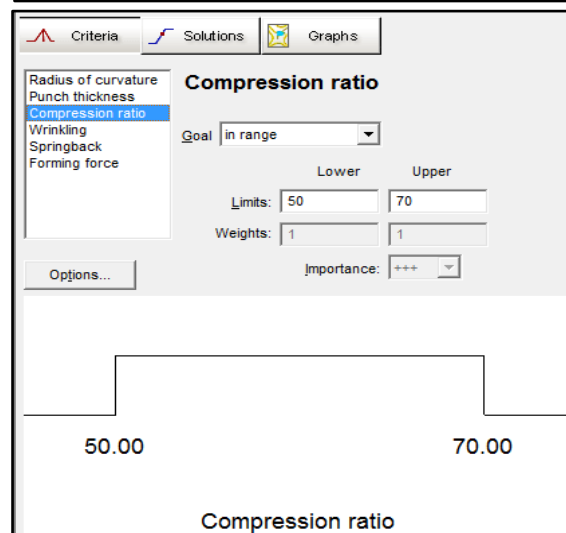 Criteria Solutions Graphs
Radius of curvature
Punch thickness
Compression ratio
Wrinkling
Springback
Forming force
Options...
Compression ratio
Goal in range
Lower Upper
Limits: 50 70
Weights: 1 1
Importance: +++
50.00 70.00
Compression ratio